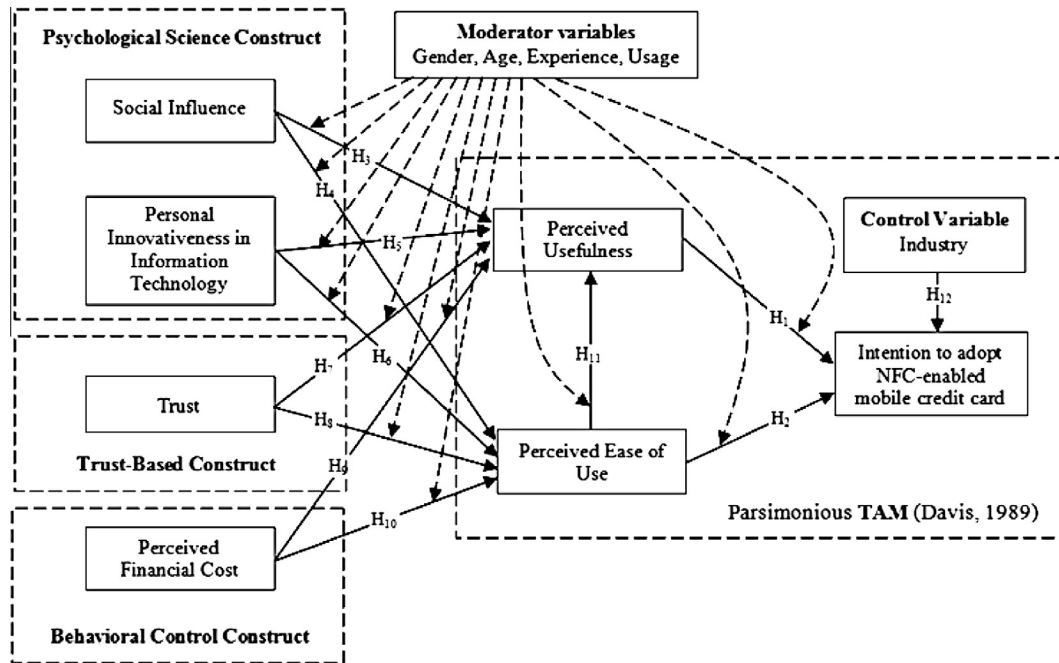 Psychological Science Construct
Social Influence
Personal
Innovativeness in
Information
Technology
Moderator variables
Gender, Age, Experience, Usage
H3
H4
H5
H6
H7
H8
H9
H10
Trust
Trust-Based Construct
Perceived
Financial Cost
Behavioral Control Construct
Perceived
Usefulness
H11
Perceived Ease of
Use
H1
H2
Control Variable
Industry
H12
Intention to adopt
NFC-enabled
mobile credit card
Parsimonious TAM (Davis, 1989)